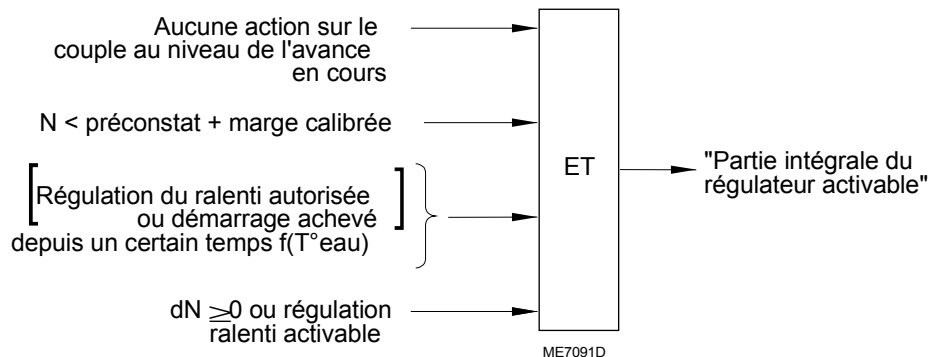 Aucune action sur le
couple au niveau de l'avance
en cours
N < préconstat + marge calibrée
[Régulation du ralenti autorisée
ou démarrage achevé]
depuis un certain temps f(T°eau)
dN ≥0 ou régulation
ralenti activable
ET
"Partie intégrale du
régulateur activable"
ME7091D